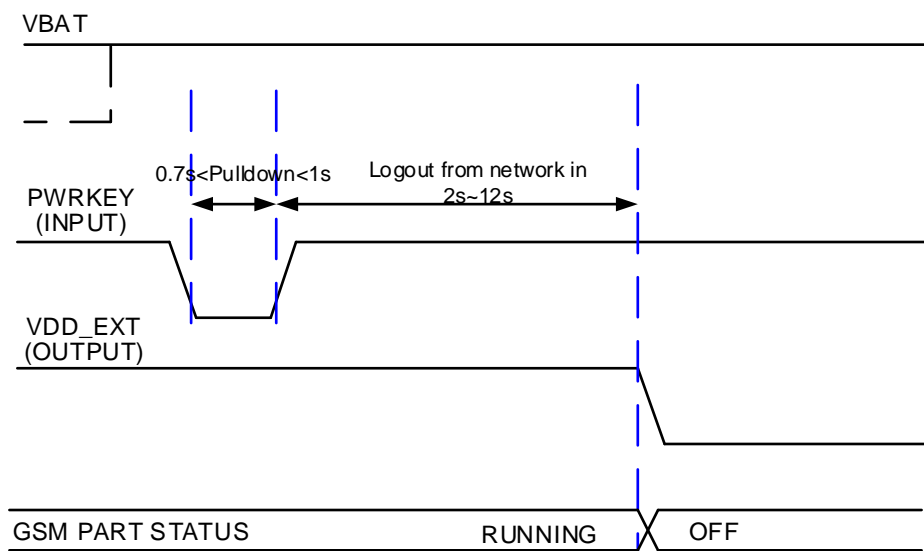 VBAT
0.7s<Pulldown<1s
Logout from network in
2s~12s
PWRKEY
(INPUT)
VDD_EXT
(OUTPUT)
GSM PART STATUS
RUNNING
OFF